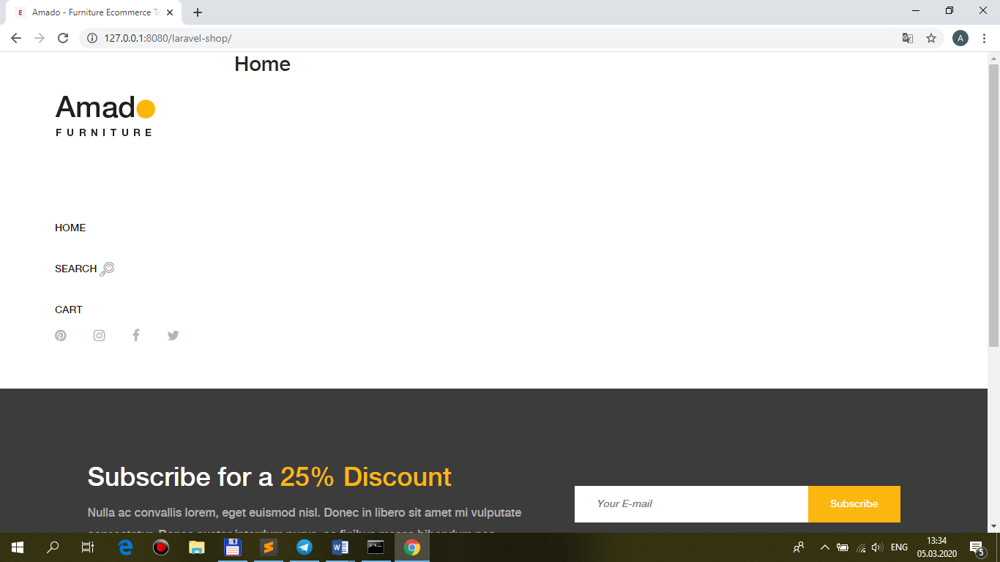 Amado - Furniture Ecommerce Te
127.0.0.1:8080/laravel-shop/
A
Home
Amado
FURNITURE
HOME
SEARCH
CART
Subscribe for a 25% Discount
Nulla ac convallis lorem, eget euismod nisl. Donec in libero sit amet mi vulputate
Your E-mail
Subscribe
ENG
13:34
05.03.2020
5